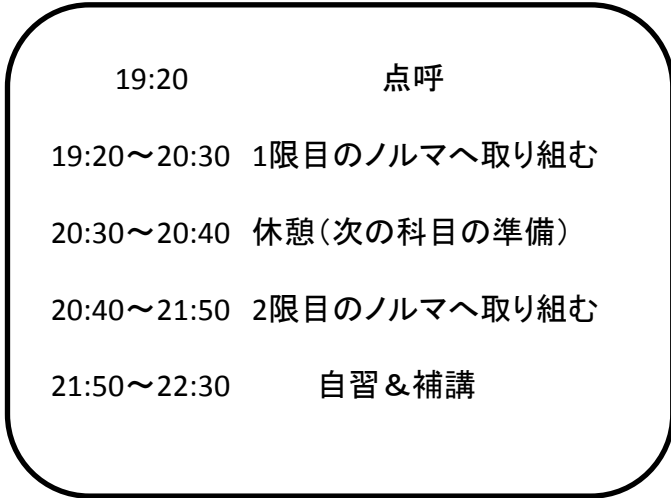 19:20 点呼
19:20～20:30 1限目のノルマへ取り組む
20:30～20:40 休憩（次の科目の準備）
20:40～21:50 2限目のノルマへ取り組む
21:50～22:30 自習＆補講